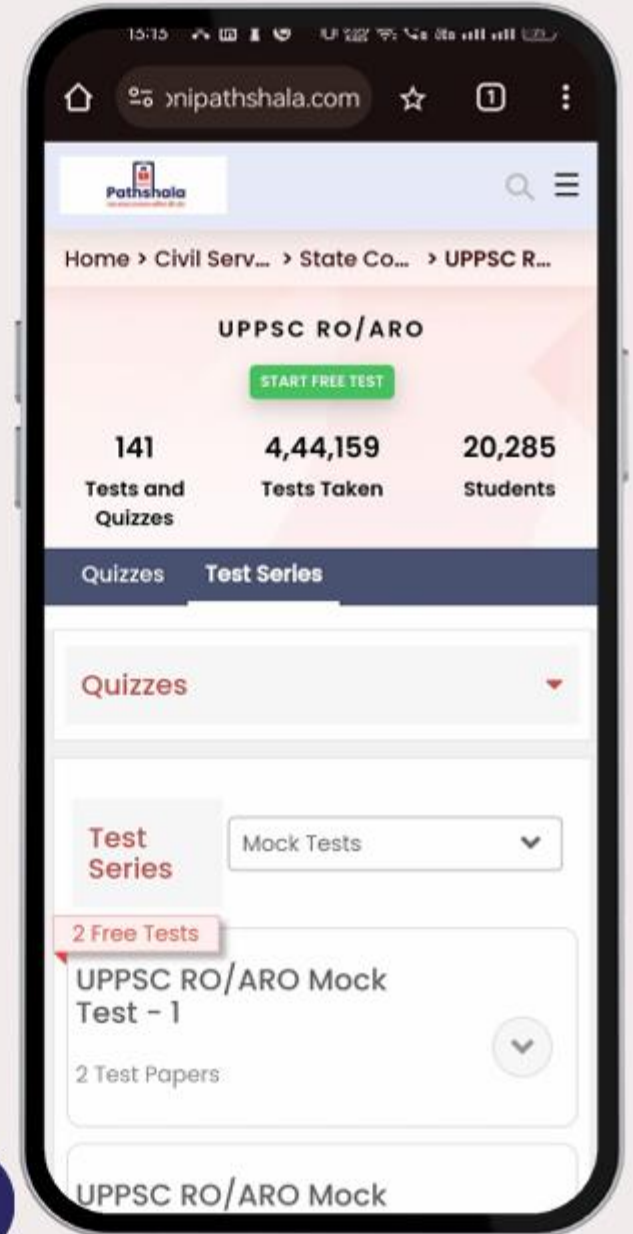 15:15
onipathshala.com
1
Pathshala
Home > Civil Serv... > State Co... > UPPSC R...
UPPSC RO/ARO
START FREE TEST
141 4,44,159 20,285
Tests and Quizzes Tests Taken Students
Quizzes Test Series
Quizzes
Test Series
Mock Tests
2 Free Tests
UPPSC RO/ARO Mock
Test - 1
2 Test Papers
UPPSC RO/ARO Mock